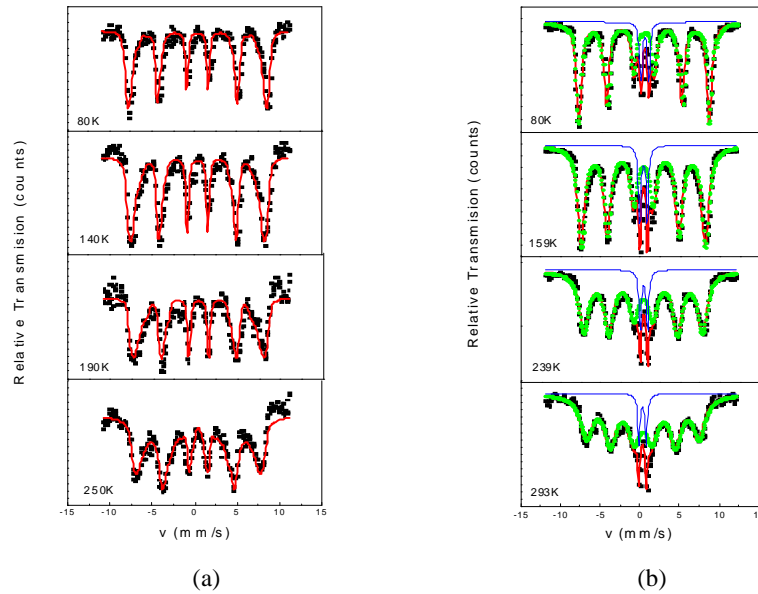 Relative Transmision (counts)
80K
140K
190K
250K
-15 -10 -5 0 5 10 15
v (mm/s)
(a)
Relative Transmision (counts)
80K
159K
239K
293K
-15 -10 -5 0 5 10 15
v (mm/s)
(b)